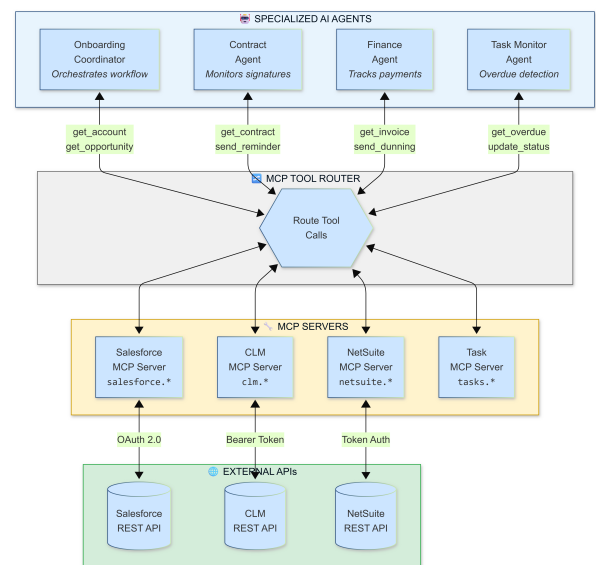 SPECIALIZED AI AGENTS
Onboarding
Coordinator
Orchestrates workflow
Contract
Agent
Monitors signatures
Finance
Agent
Tracks payments
Task Monitor
Agent
Overdue detection
get_account
get_opportunity
get_contract
send_reminder
get_invoice
send_dunning
get_overdue
update_status
MCP TOOL ROUTER
Route Tool
Calls
MCP SERVERS
Salesforce
MCP Server
salesforce.*
CLM
MCP Server
clm.*
NetSuite
MCP Server
netsuite.*
Task
MCP Server
tasks.*
OAuth 2.0
Bearer Token
Token Auth
EXTERNAL APIs
Salesforce
REST API
CLM
REST API
NetSuite
REST API